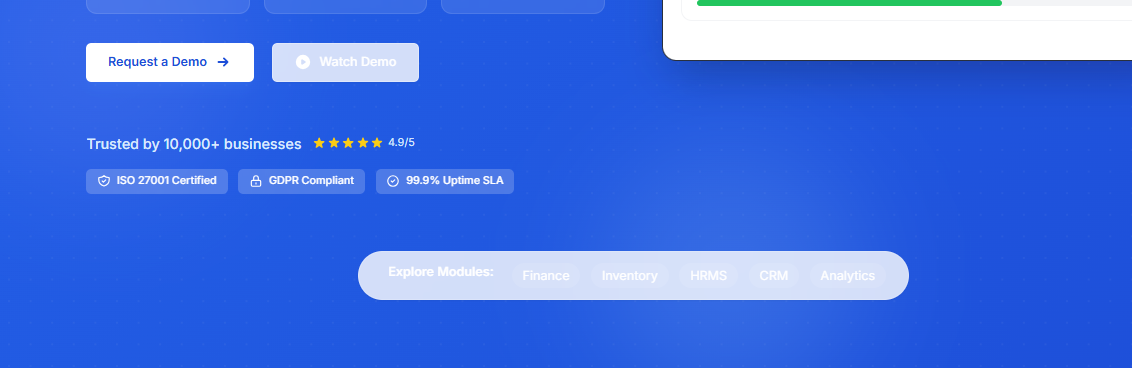 Request a Demo
Watch Demo
Trusted by 10,000+ businesses 4.9/5
ISO 27001 Certified
GDPR Compliant
99.9% Uptime SLA
Explore Modules: Finance Inventory HRMS CRM Analytics